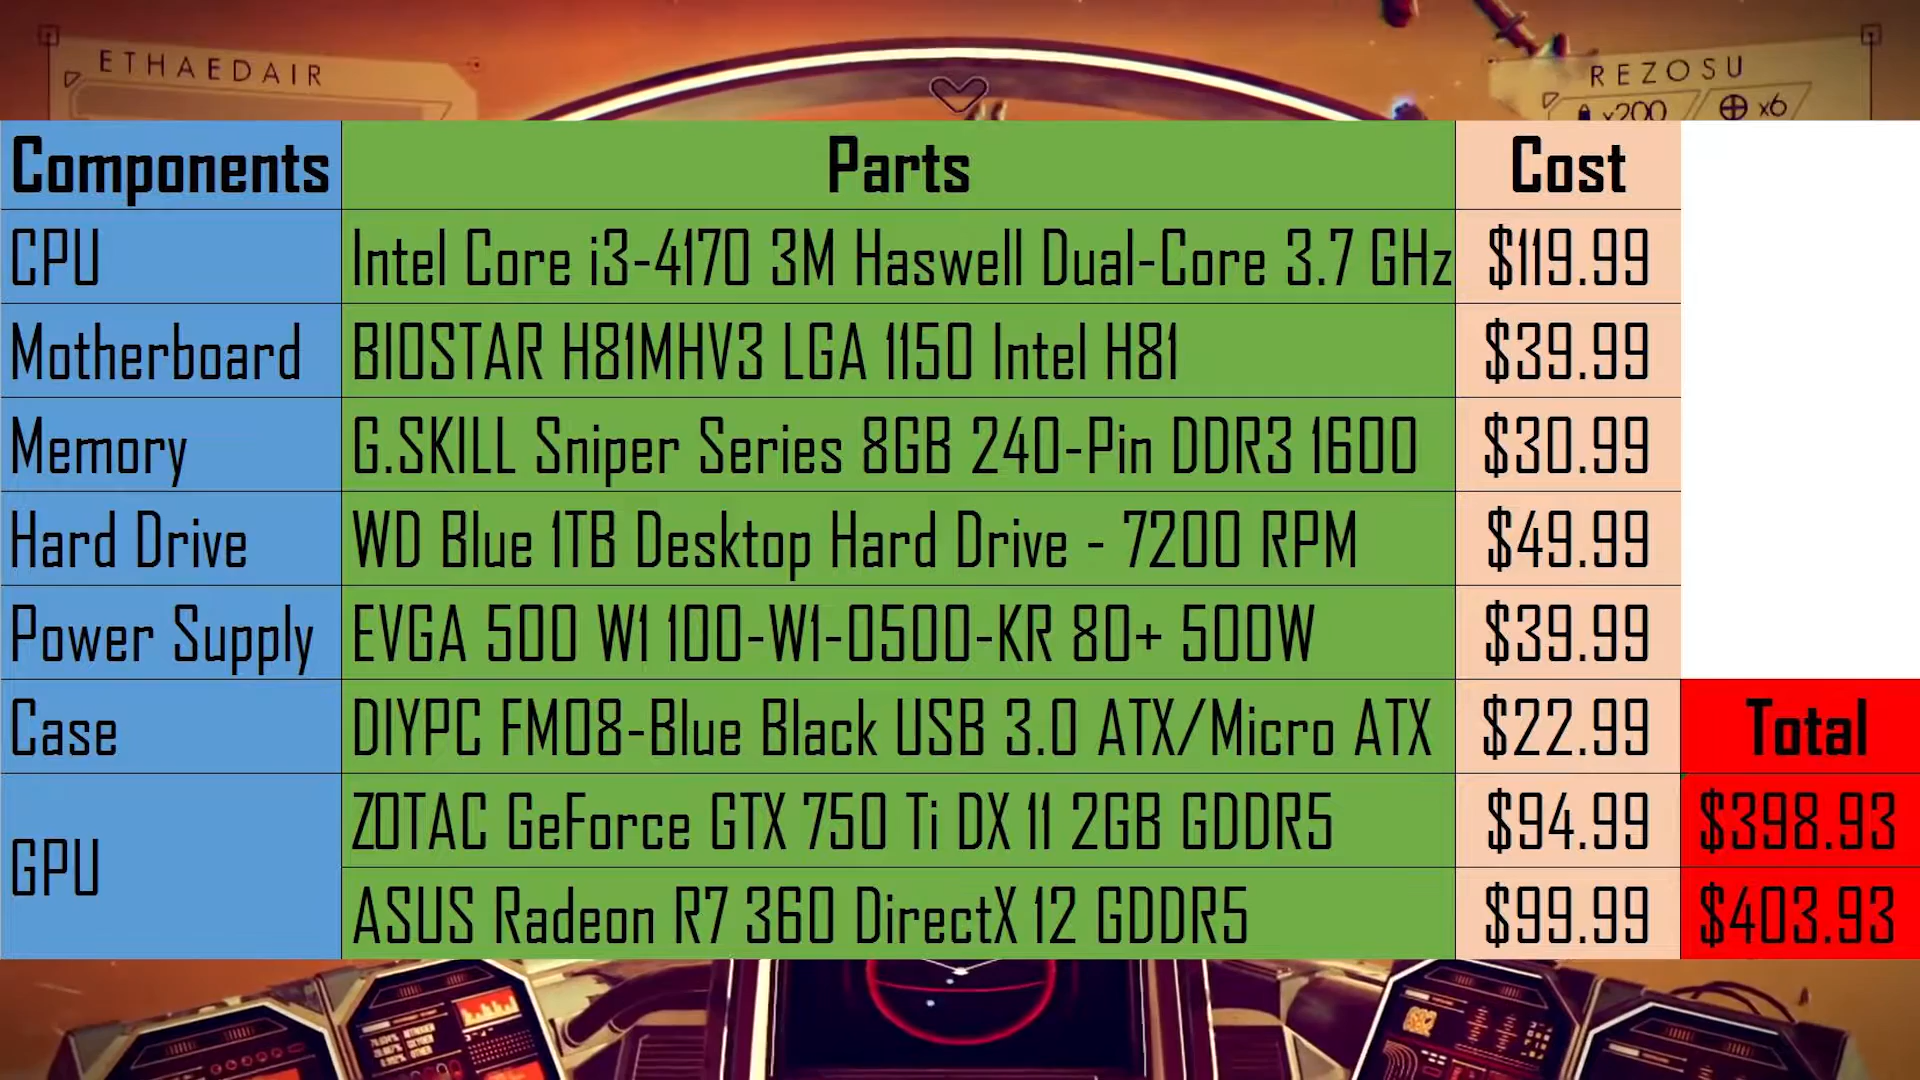 ETHAEDAIR
REZOSU
x200 x6
Components Parts Cost
CPU Intel Core i3-4170 3M Haswell Dual-Core 3.7 GHz $119.99
Motherboard BIOSTAR H81MHV3 LGA 1150 Intel H81 $39.99
Memory G.SKILL Sniper Series 8GB 240-Pin DDR3 1600 $30.99
Hard Drive WD Blue 1TB Desktop Hard Drive - 7200 RPM $49.99
Power Supply EVGA 500 W1 100-W1-0500-KR 80+ 500W $39.99
Case DIYPC FM08-Blue Black USB 3.0 ATX/Micro ATX $22.99 Total
GPU ZOTAC GeForce GTX 750 Ti DX 11 2GB GDDR5 $94.99 $398.93
ASUS Radeon R7 360 DirectX 12 GDDR5 $99.99 $403.93